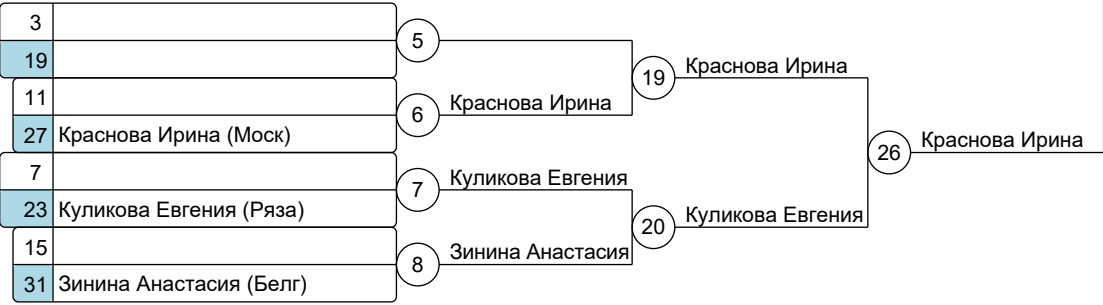 3
5
19
19
Краснова Ирина
11
6
Краснова Ирина
27 Краснова Ирина (Моск)
26
Краснова Ирина
7
7
Куликова Евгения
23 Куликова Евгения (Ряза)
20
Куликова Евгения
15
8
Зинина Анастасия
31 Зинина Анастасия (Белг)